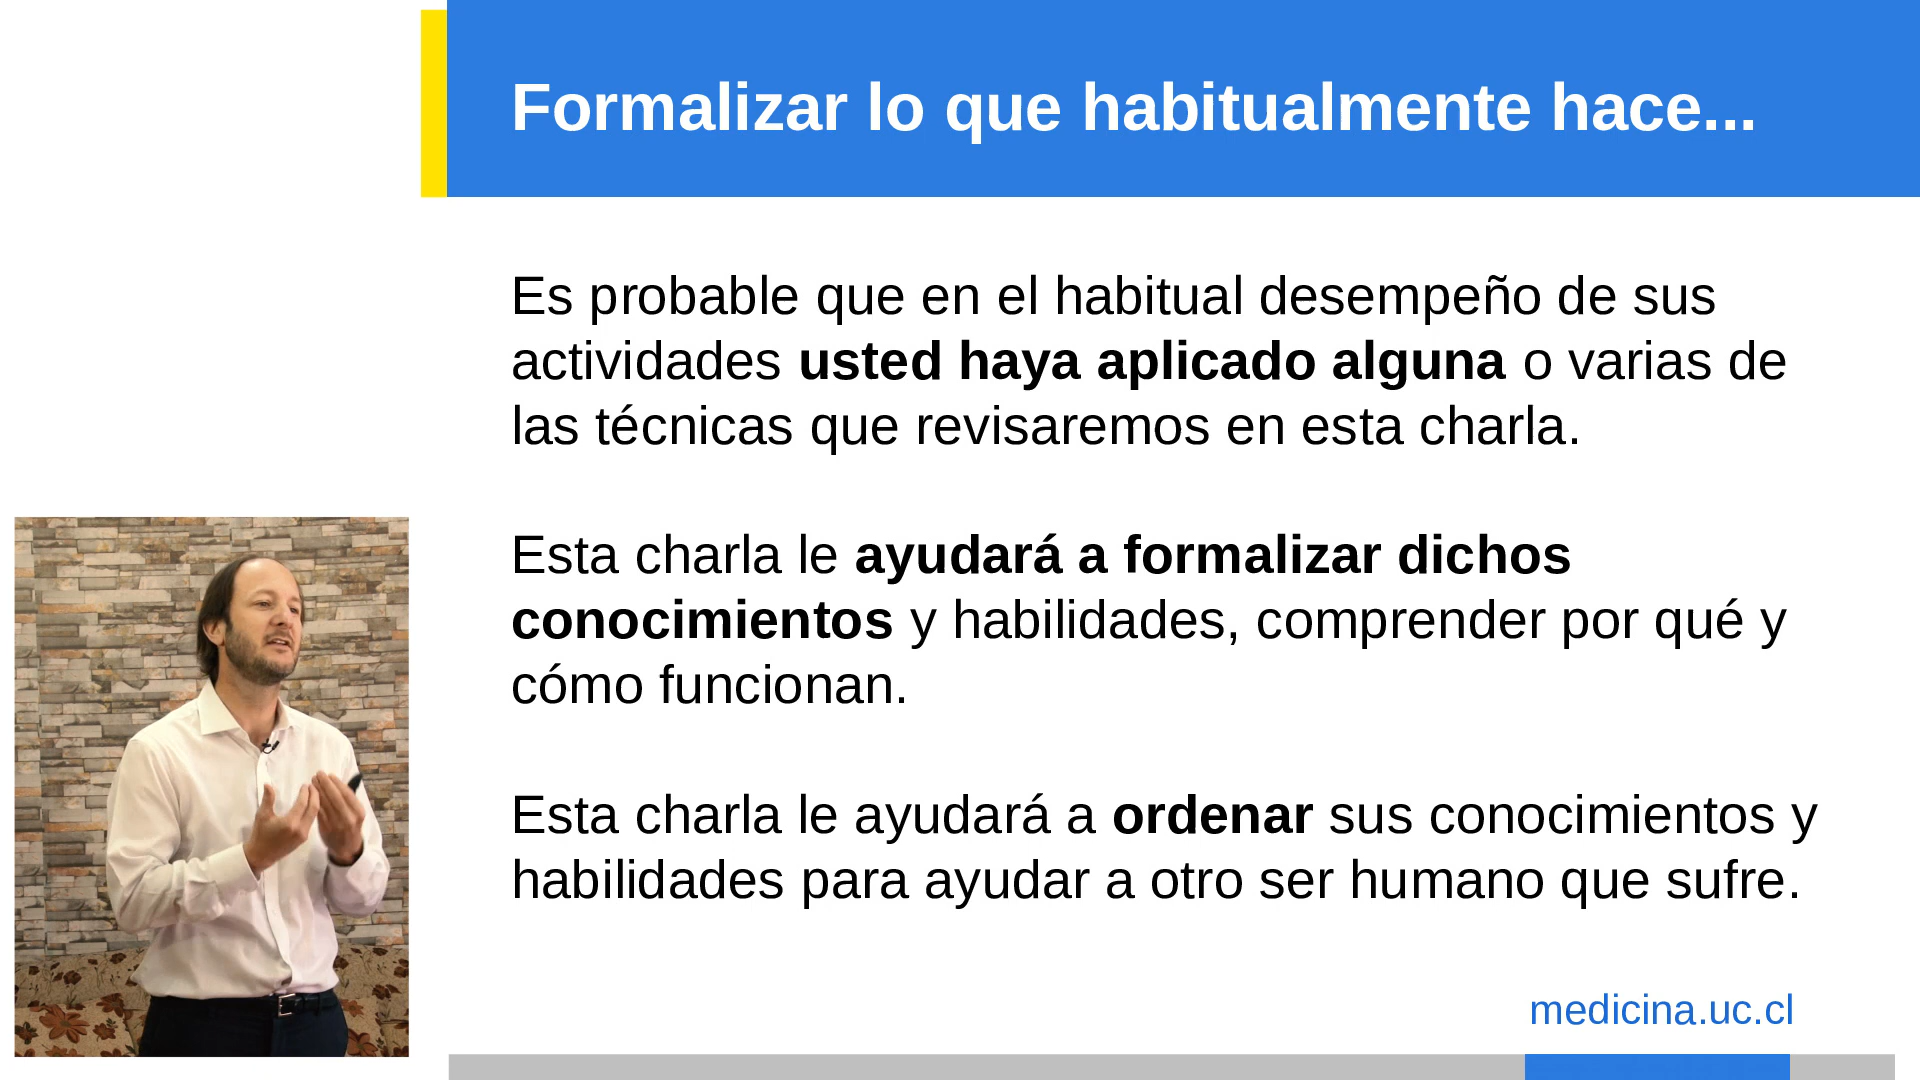 Formalizar lo que habitualmente hace...
Es probable que en el habitual desempeño de sus
actividades usted haya aplicado alguna o varias de
las técnicas que revisaremos en esta charla.
Esta charla le ayudará a formalizar dichos
conocimientos y habilidades, comprender por qué y
cómo funcionan.
Esta charla le ayudará a ordenar sus conocimientos y
habilidades para ayudar a otro ser humano que sufre.
medicina.uc.cl